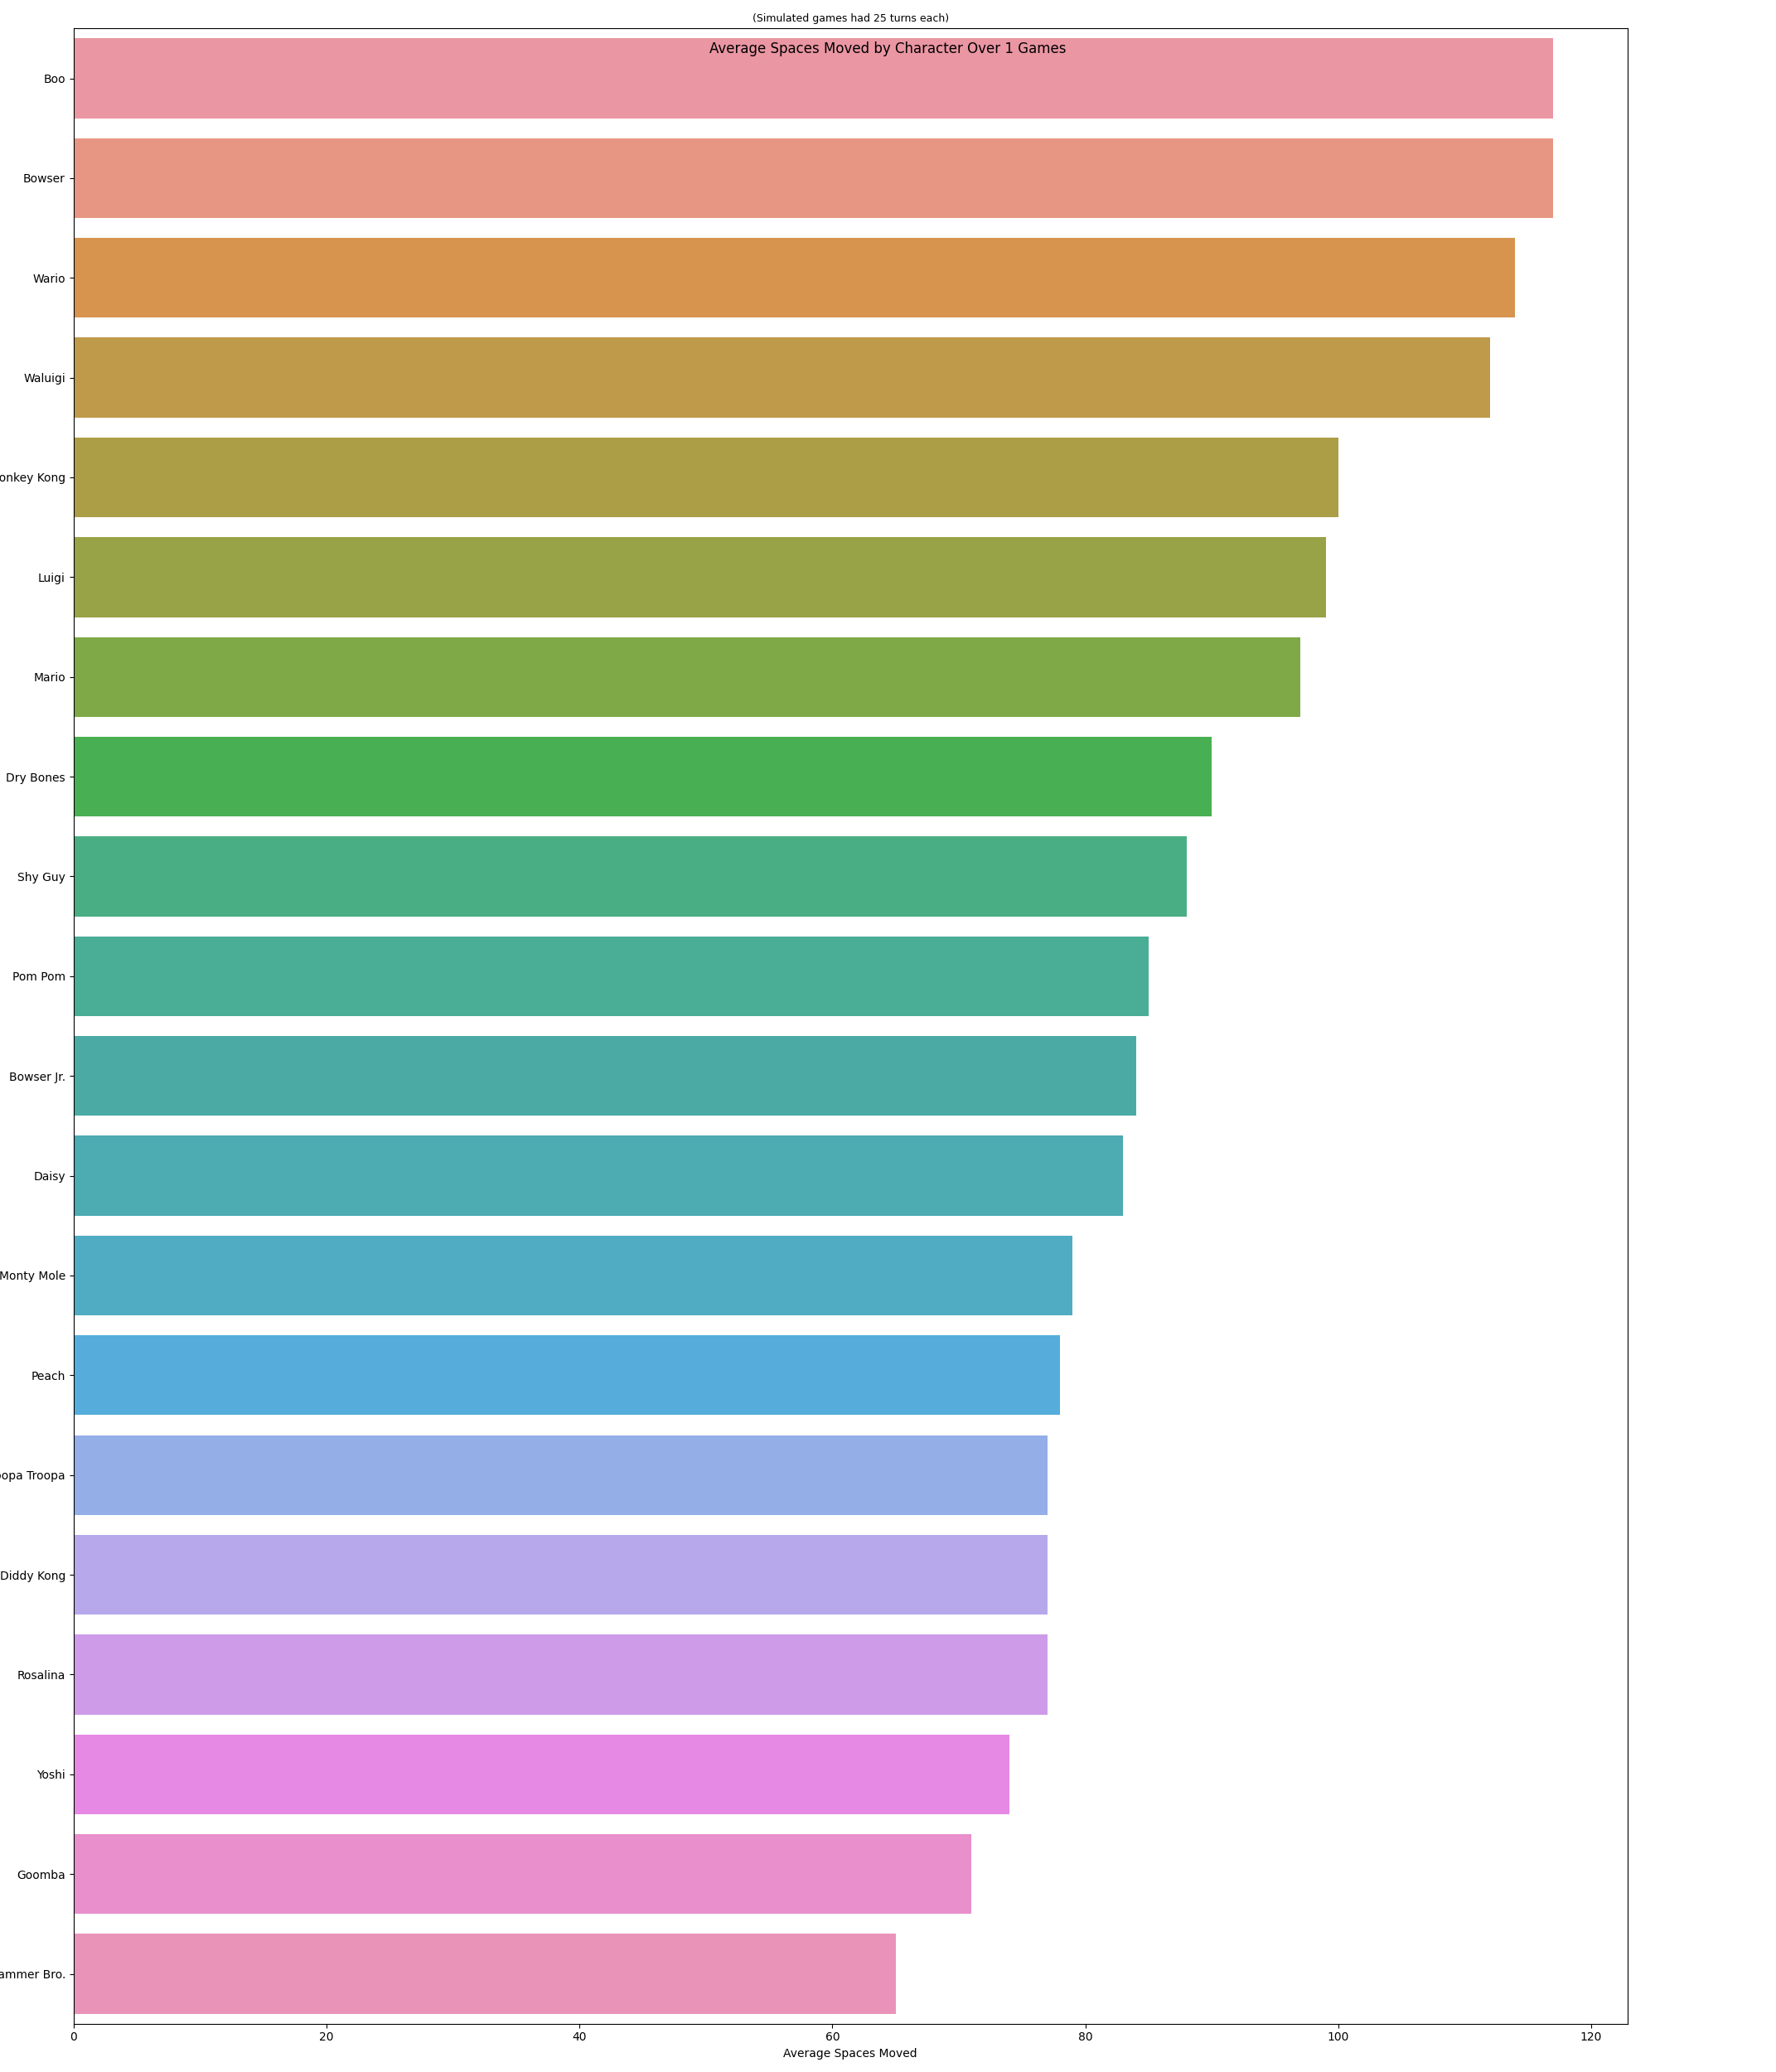 (Simulated games had 25 turns each)
Average Spaces Moved by Character Over 1 Games
Boo
Bowser
Wario
Waluigi
onkey Kong
Luigi
Mario
Dry Bones
Shy Guy
Pom Pom
Bowser Jr.
Daisy
Monty Mole
Peach
opa Troopa
Diddy Kong
Rosalina
Yoshi
Goomba
ammer Bro.
0 20 40 60 80 100 120
Average Spaces Moved